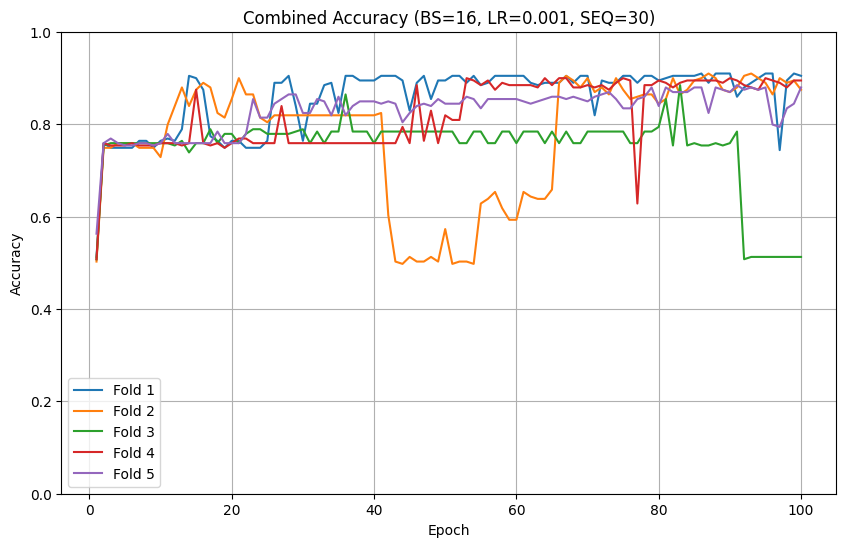 Combined Accuracy (BS=16, LR=0.001, SEQ=30)
1.0
0.8
0.6
0.4
0.2
0.0
Accuracy
Fold 1
Fold 2
Fold 3
Fold 4
Fold 5
0 20 40 60 80 100
Epoch